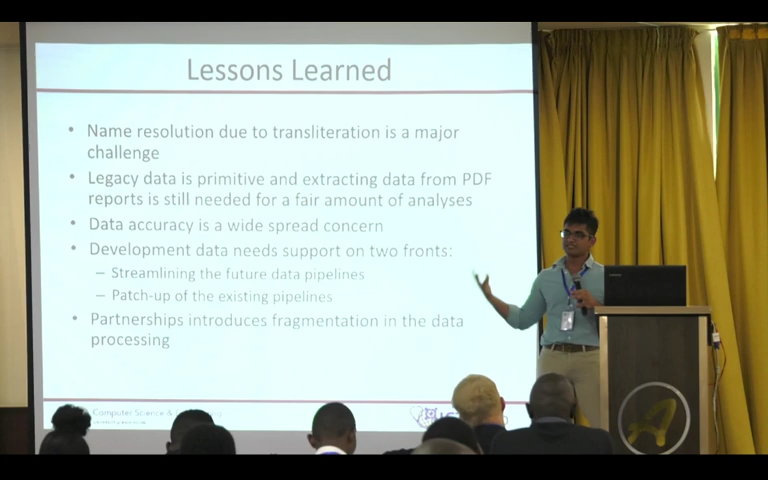 Lessons Learned
• Name resolution due to transliteration is a major
challenge
• Legacy data is primitive and extracting data from PDF
reports is still needed for a fair amount of analyses
• Data accuracy is a wide spread concern
• Development data needs support on two fronts:
– Streamlining the future data pipelines
– Patch-up of the existing pipelines
• Partnerships introduces fragmentation in the data
processing
Computer Science &